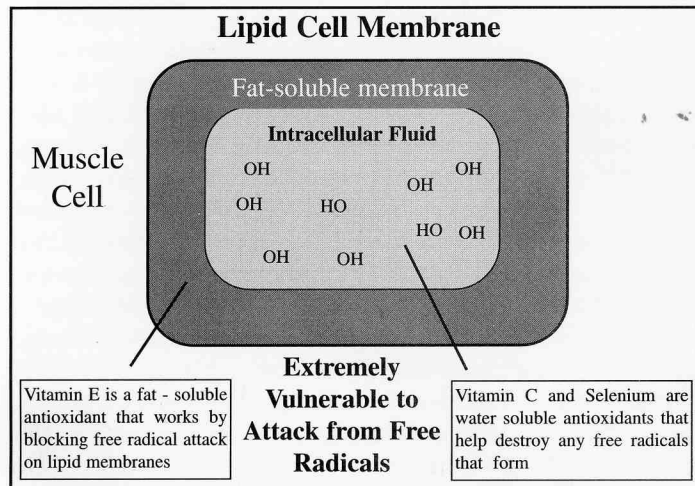 Lipid Cell Membrane
Fat-soluble membrane
Intracellular Fluid
Muscle
Cell
OH
OH
OH
OH
HO
HO
OH
OH
OH
Extremely
Vulnerable to
Attack from Free
Radicals
Vitamin E is a fat - soluble
antioxidant that works by
blocking free radical attack
on lipid membranes
Vitamin C and Selenium are
water soluble antioxidants that
help destroy any free radicals
that form